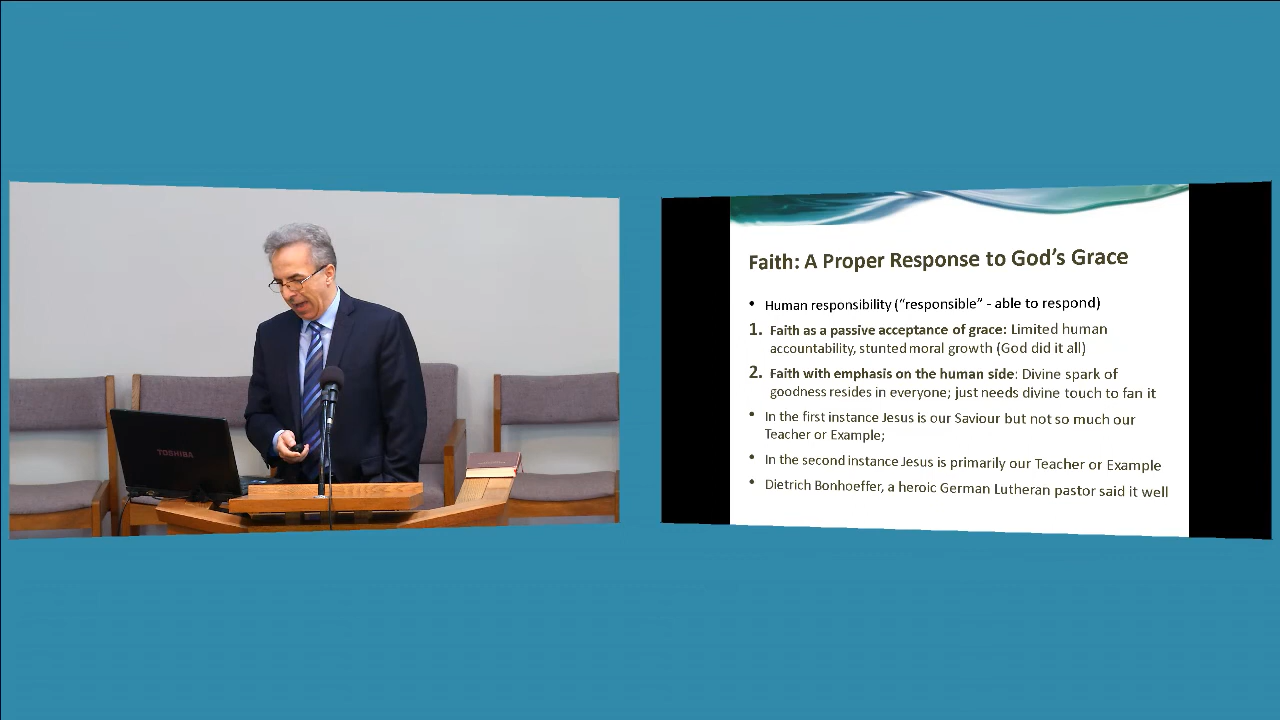 TOSHIBA
Faith: A Proper Response to God's Grace
• Human responsibility (“responsible” - able to respond)
1. Faith as a passive acceptance of grace: Limited human
accountability, stunted moral growth (God did it all)
2. Faith with emphasis on the human side: Divine spark of
goodness resides in everyone; just needs divine touch to fan it
• In the first instance Jesus is our Saviour but not so much our
Teacher or Example;
• In the second instance Jesus is primarily our Teacher or Example
• Dietrich Bonhoeffer, a heroic German Lutheran pastor said it well